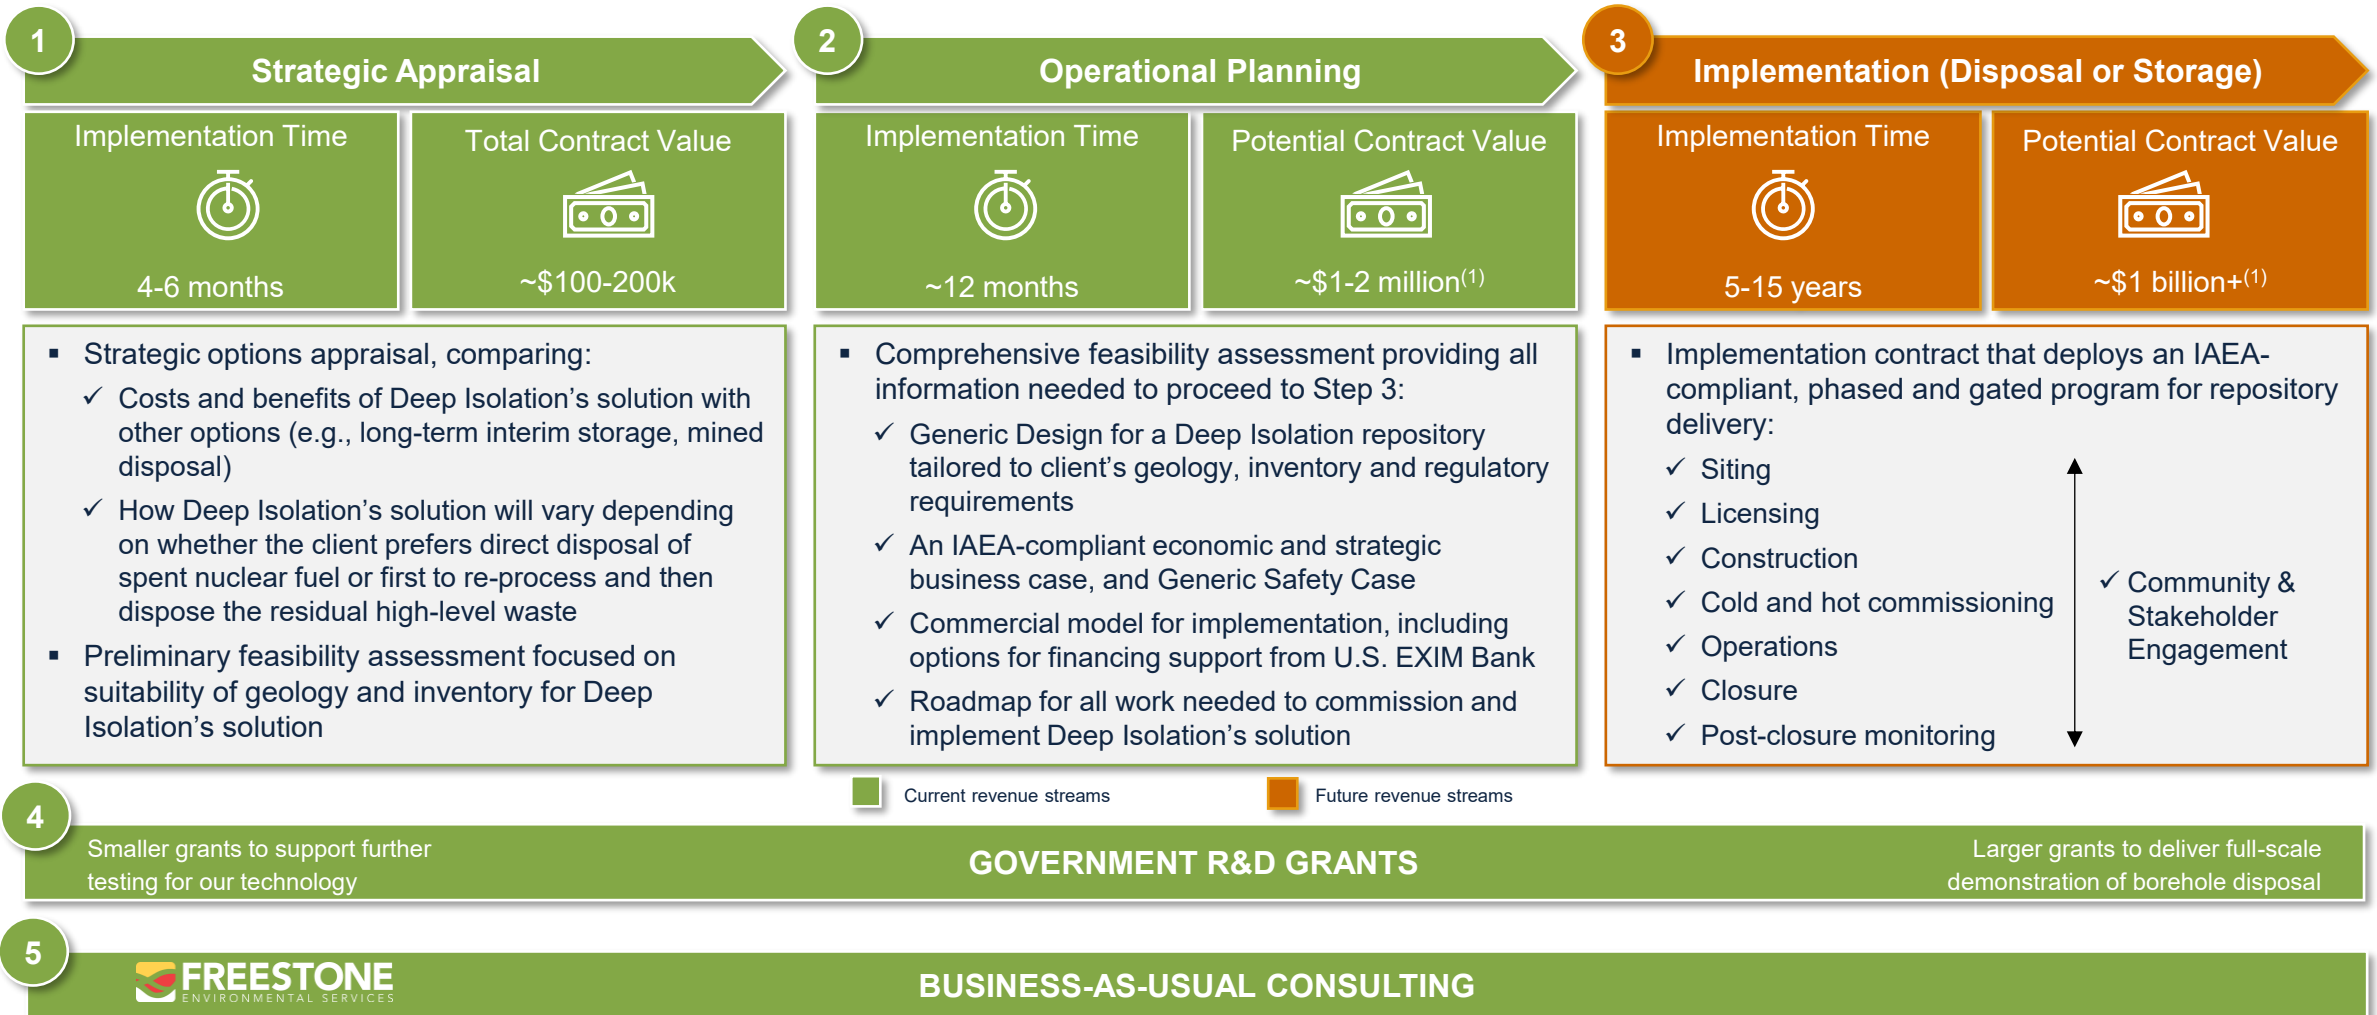 1
Strategic Appraisal
Implementation Time
4-6 months
Total Contract Value
~$100-200k
▪ Strategic options appraisal, comparing:
✓ Costs and benefits of Deep Isolation’s solution with
other options (e.g., long-term interim storage, mined
disposal)
✓ How Deep Isolation’s solution will vary depending
on whether the client prefers direct disposal of
spent nuclear fuel or first to re-process and then
dispose the residual high-level waste
▪ Preliminary feasibility assessment focused on
suitability of geology and inventory for Deep
Isolation’s solution
2
Operational Planning
Implementation Time
~12 months
Potential Contract Value
~$1-2 million(1)
▪ Comprehensive feasibility assessment providing all
information needed to proceed to Step 3:
✓ Generic Design for a Deep Isolation repository
tailored to client’s geology, inventory and regulatory
requirements
✓ An IAEA-compliant economic and strategic
business case, and Generic Safety Case
✓ Commercial model for implementation, including
options for financing support from U.S. EXIM Bank
✓ Roadmap for all work needed to commission and
implement Deep Isolation’s solution
3
Implementation (Disposal or Storage)
Implementation Time
5-15 years
Potential Contract Value
~$1 billion+(1)
▪ Implementation contract that deploys an IAEA-
compliant, phased and gated program for repository
delivery:
✓ Siting
✓ Licensing
✓ Construction
✓ Cold and hot commissioning
✓ Operations
✓ Closure
✓ Post-closure monitoring
✓ Community &
Stakeholder
Engagement
Current revenue streams
Future revenue streams
4
Smaller grants to support further
testing for our technology
GOVERNMENT R&D GRANTS
Larger grants to deliver full-scale
demonstration of borehole disposal
5
FREESTONE
ENVIRONMENTAL SERVICES
BUSINESS-AS-USUAL CONSULTING